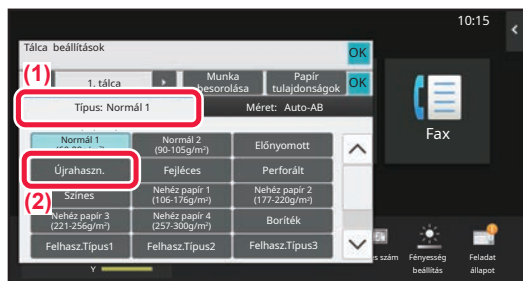 10:15
Tálca beállítások
OK
(1)
1. tálca
Munka
besorolása
Papír
tulajdonságok
OK
Típus: Normál 1
Méret: Auto-AB
Normál 1
Normál 2
(90-105g/m²)
Előnyomott
Újrahaszn.
Fejléces
Perforált
(2)
Színes
Nehéz papír 1
(106-176g/m²)
Nehéz papír 2
(177-220g/m²)
Nehéz papír 3
(221-256g/m²)
Nehéz papír 4
(257-300g/m²)
Boríték
Felhasz.Típus1
Felhasz.Típus2
Felhasz.Típus3
Fax
Y
szám
Fényesség
beállítás
Feladat
állapot